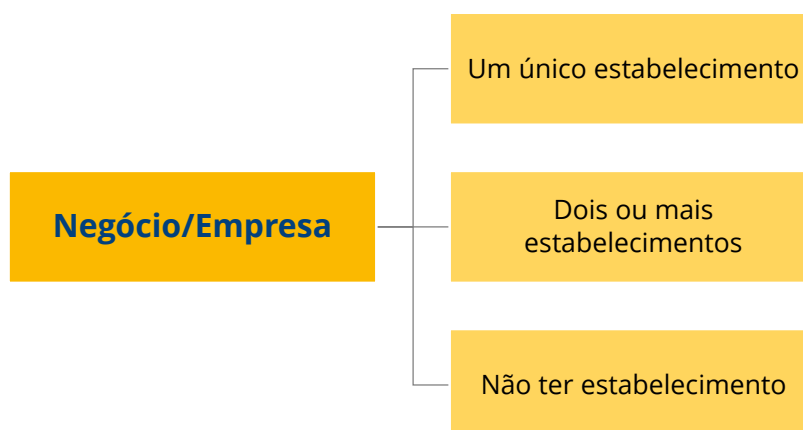 Um único estabelecimento
Negócio/Empresa
Dois ou mais
estabelecimentos
Não ter estabelecimento